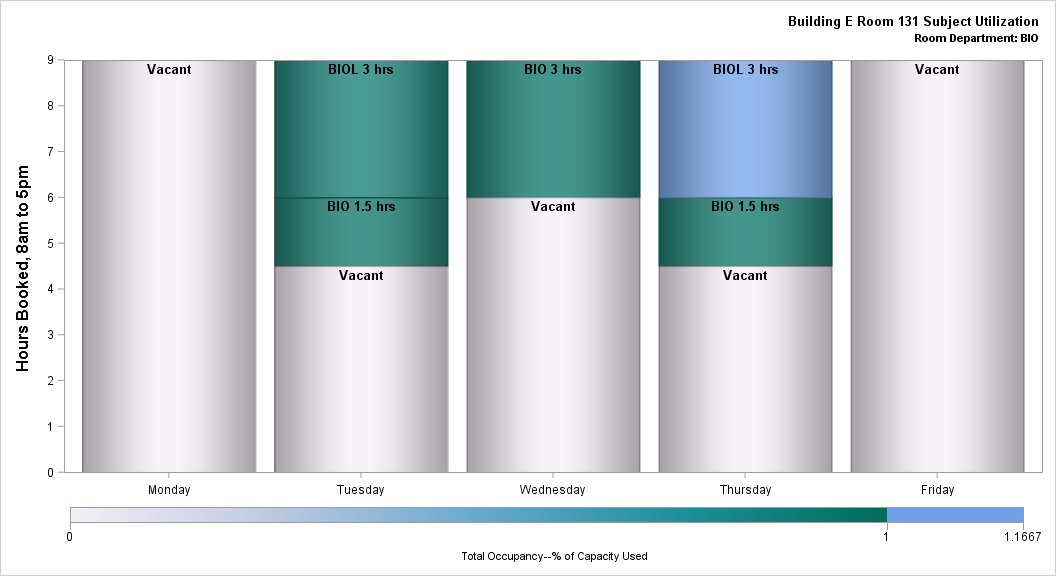 Building E Room 131 Subject Utilization
Room Department: BIO
Hours Booked, 8am to 5pm
9
8
7
6
5
4
3
2
1
0
Vacant
BIOL 3 hrs
BIO 1.5 hrs
Vacant
BIO 3 hrs
Vacant
BIOL 3 hrs
BIO 1.5 hrs
Vacant
Vacant
Monday
Tuesday
Wednesday
Thursday
Friday
0
1
1.1667
Total Occupancy--% of Capacity Used